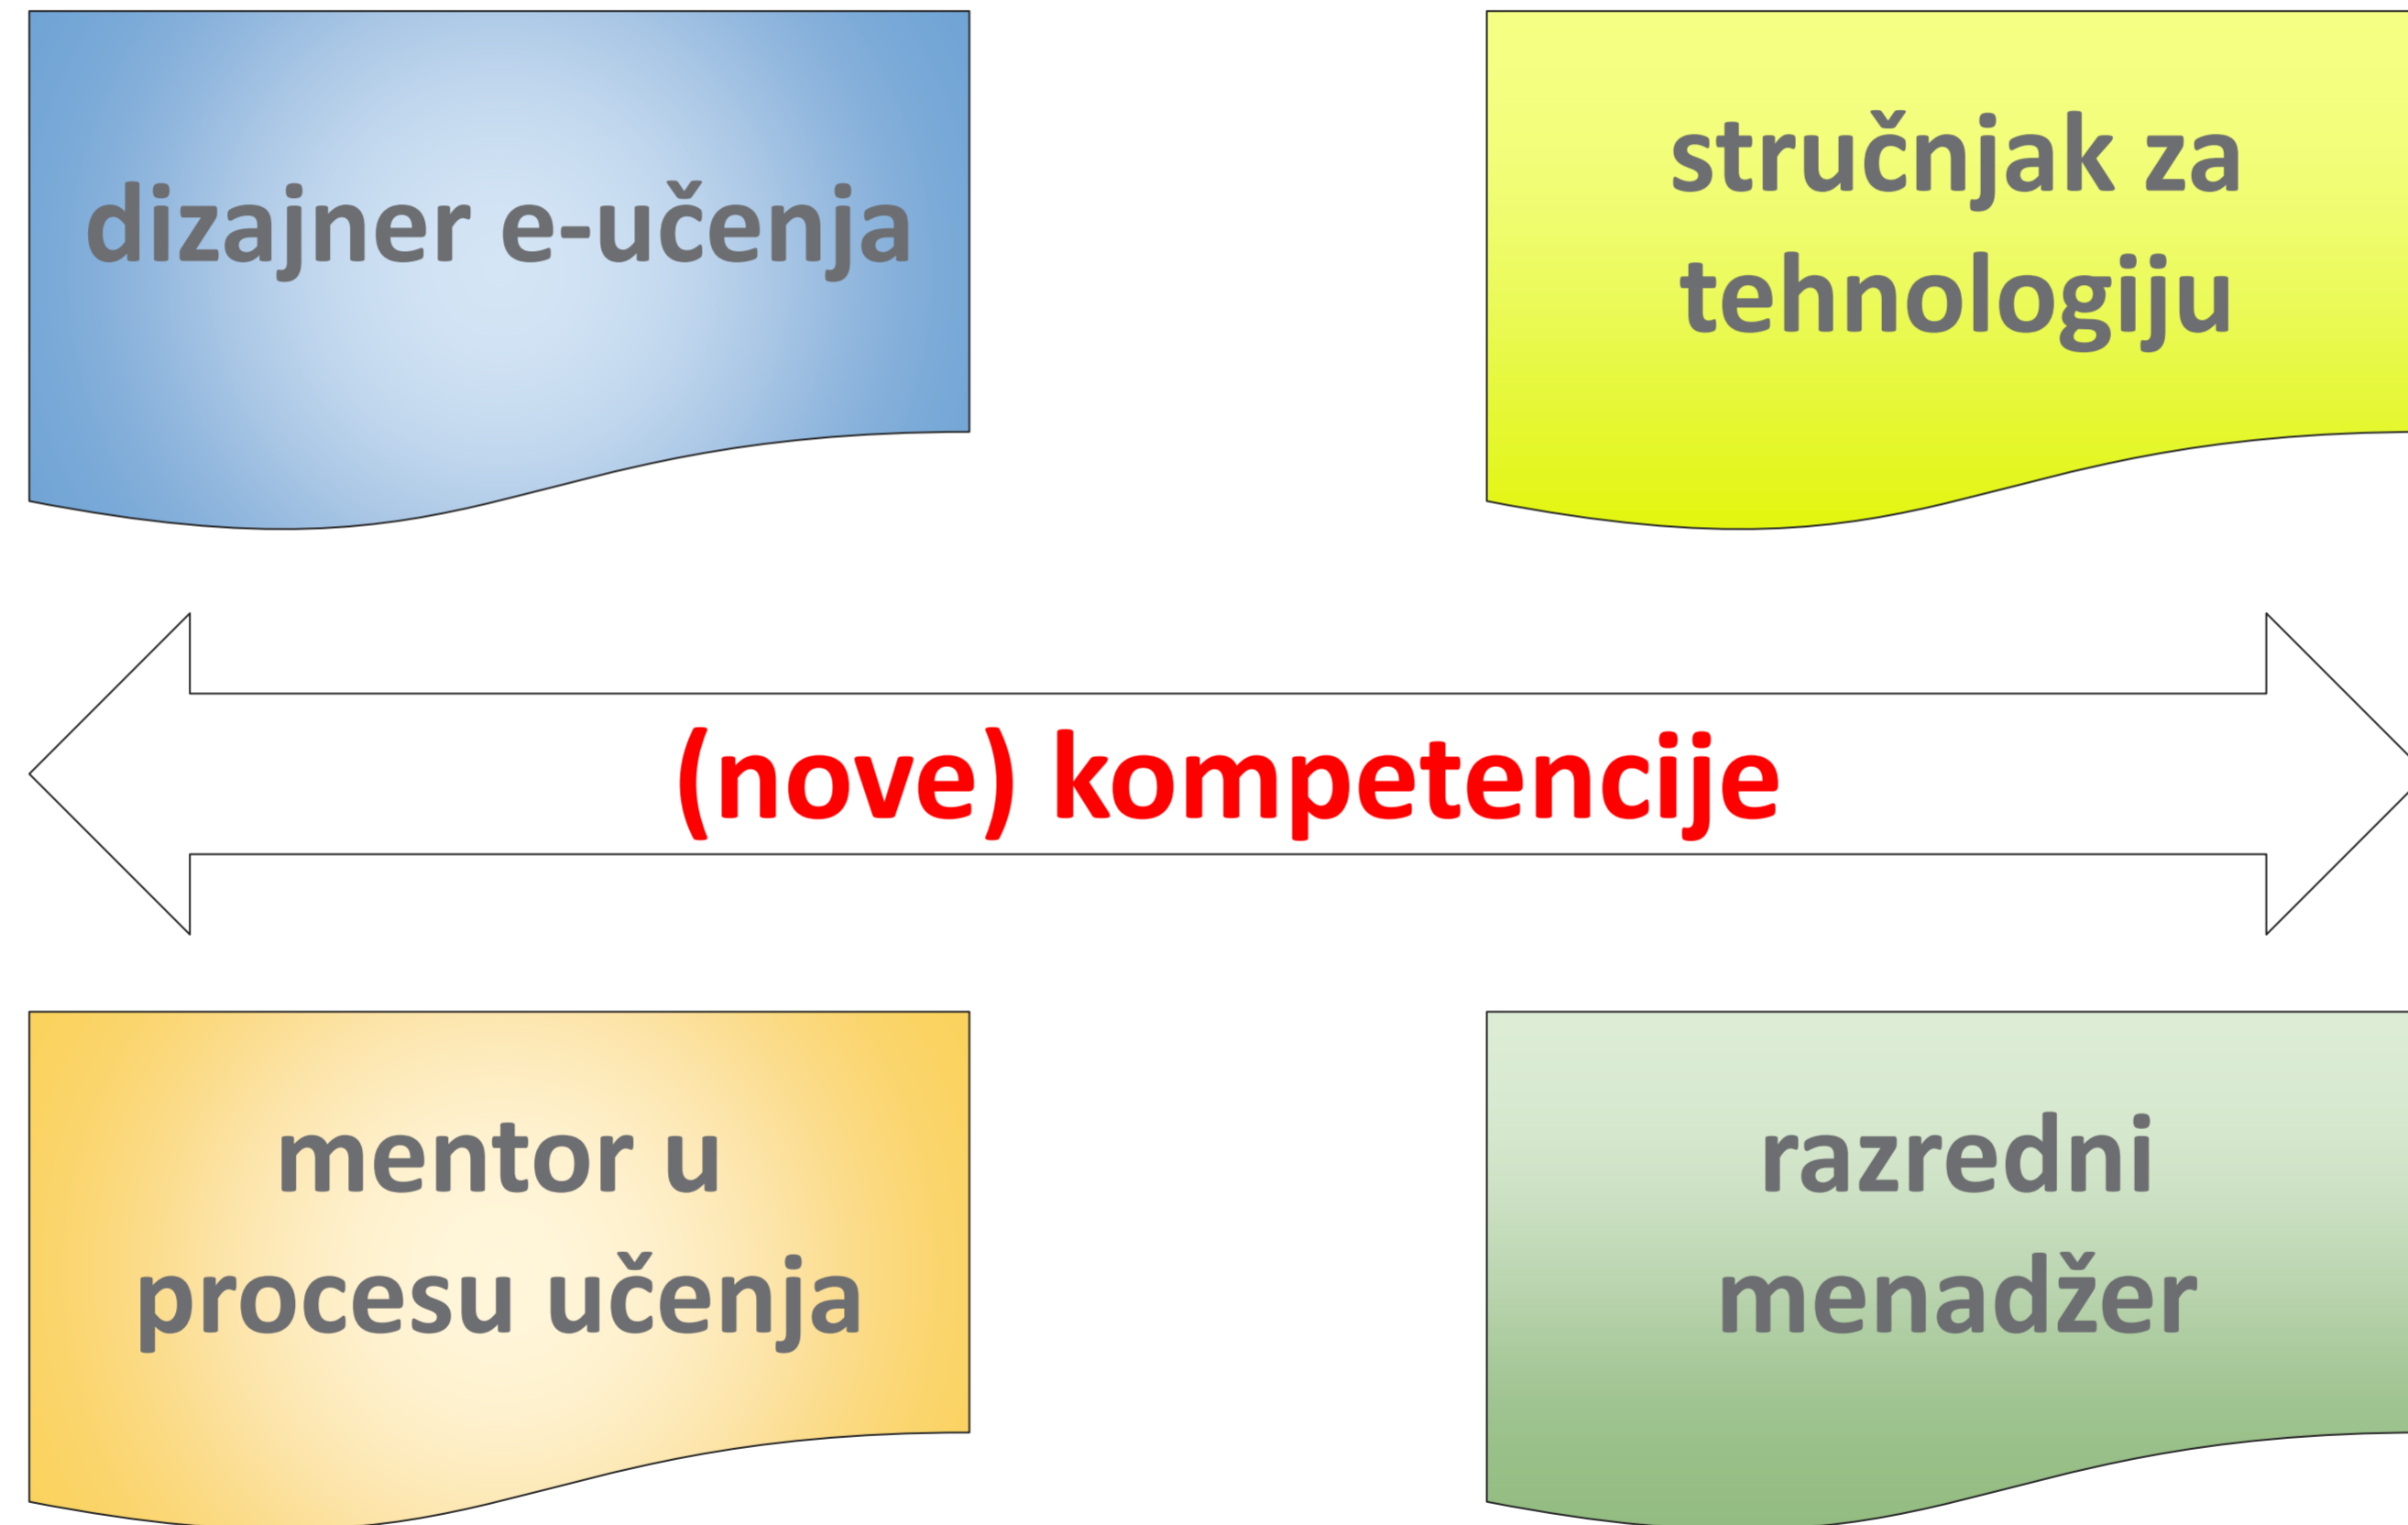 dizajner e-učenja
stručnjak za
tehnologiju
(nove) kompetencije
mentor u
procesu učenja
razredni
menadžer